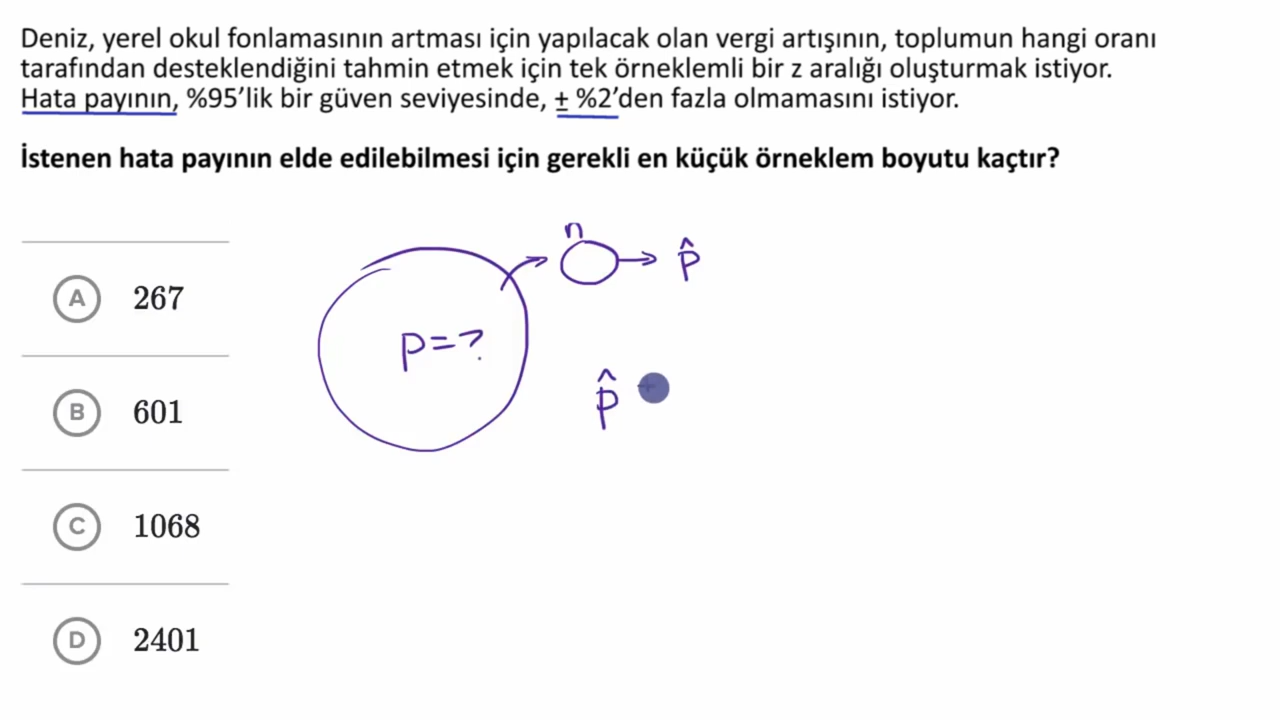 Deniz, yerel okul fonlamasının artması için yapılacak olan vergi artışının, toplumun hangi oranı
tarafından desteklendiğini tahmin etmek için tek örneklemli bir z aralığı oluşturmak istiyor.
Hata payının, %95’lik bir güven seviyesinde, ± %2’den fazla olmamasını istiyor.
İstenen hata payının elde edilebilmesi için gerekli en küçük örneklem boyutu kaçtır?
n
p̂
A 267
P=?
p̂ +
B 601
C 1068
D 2401